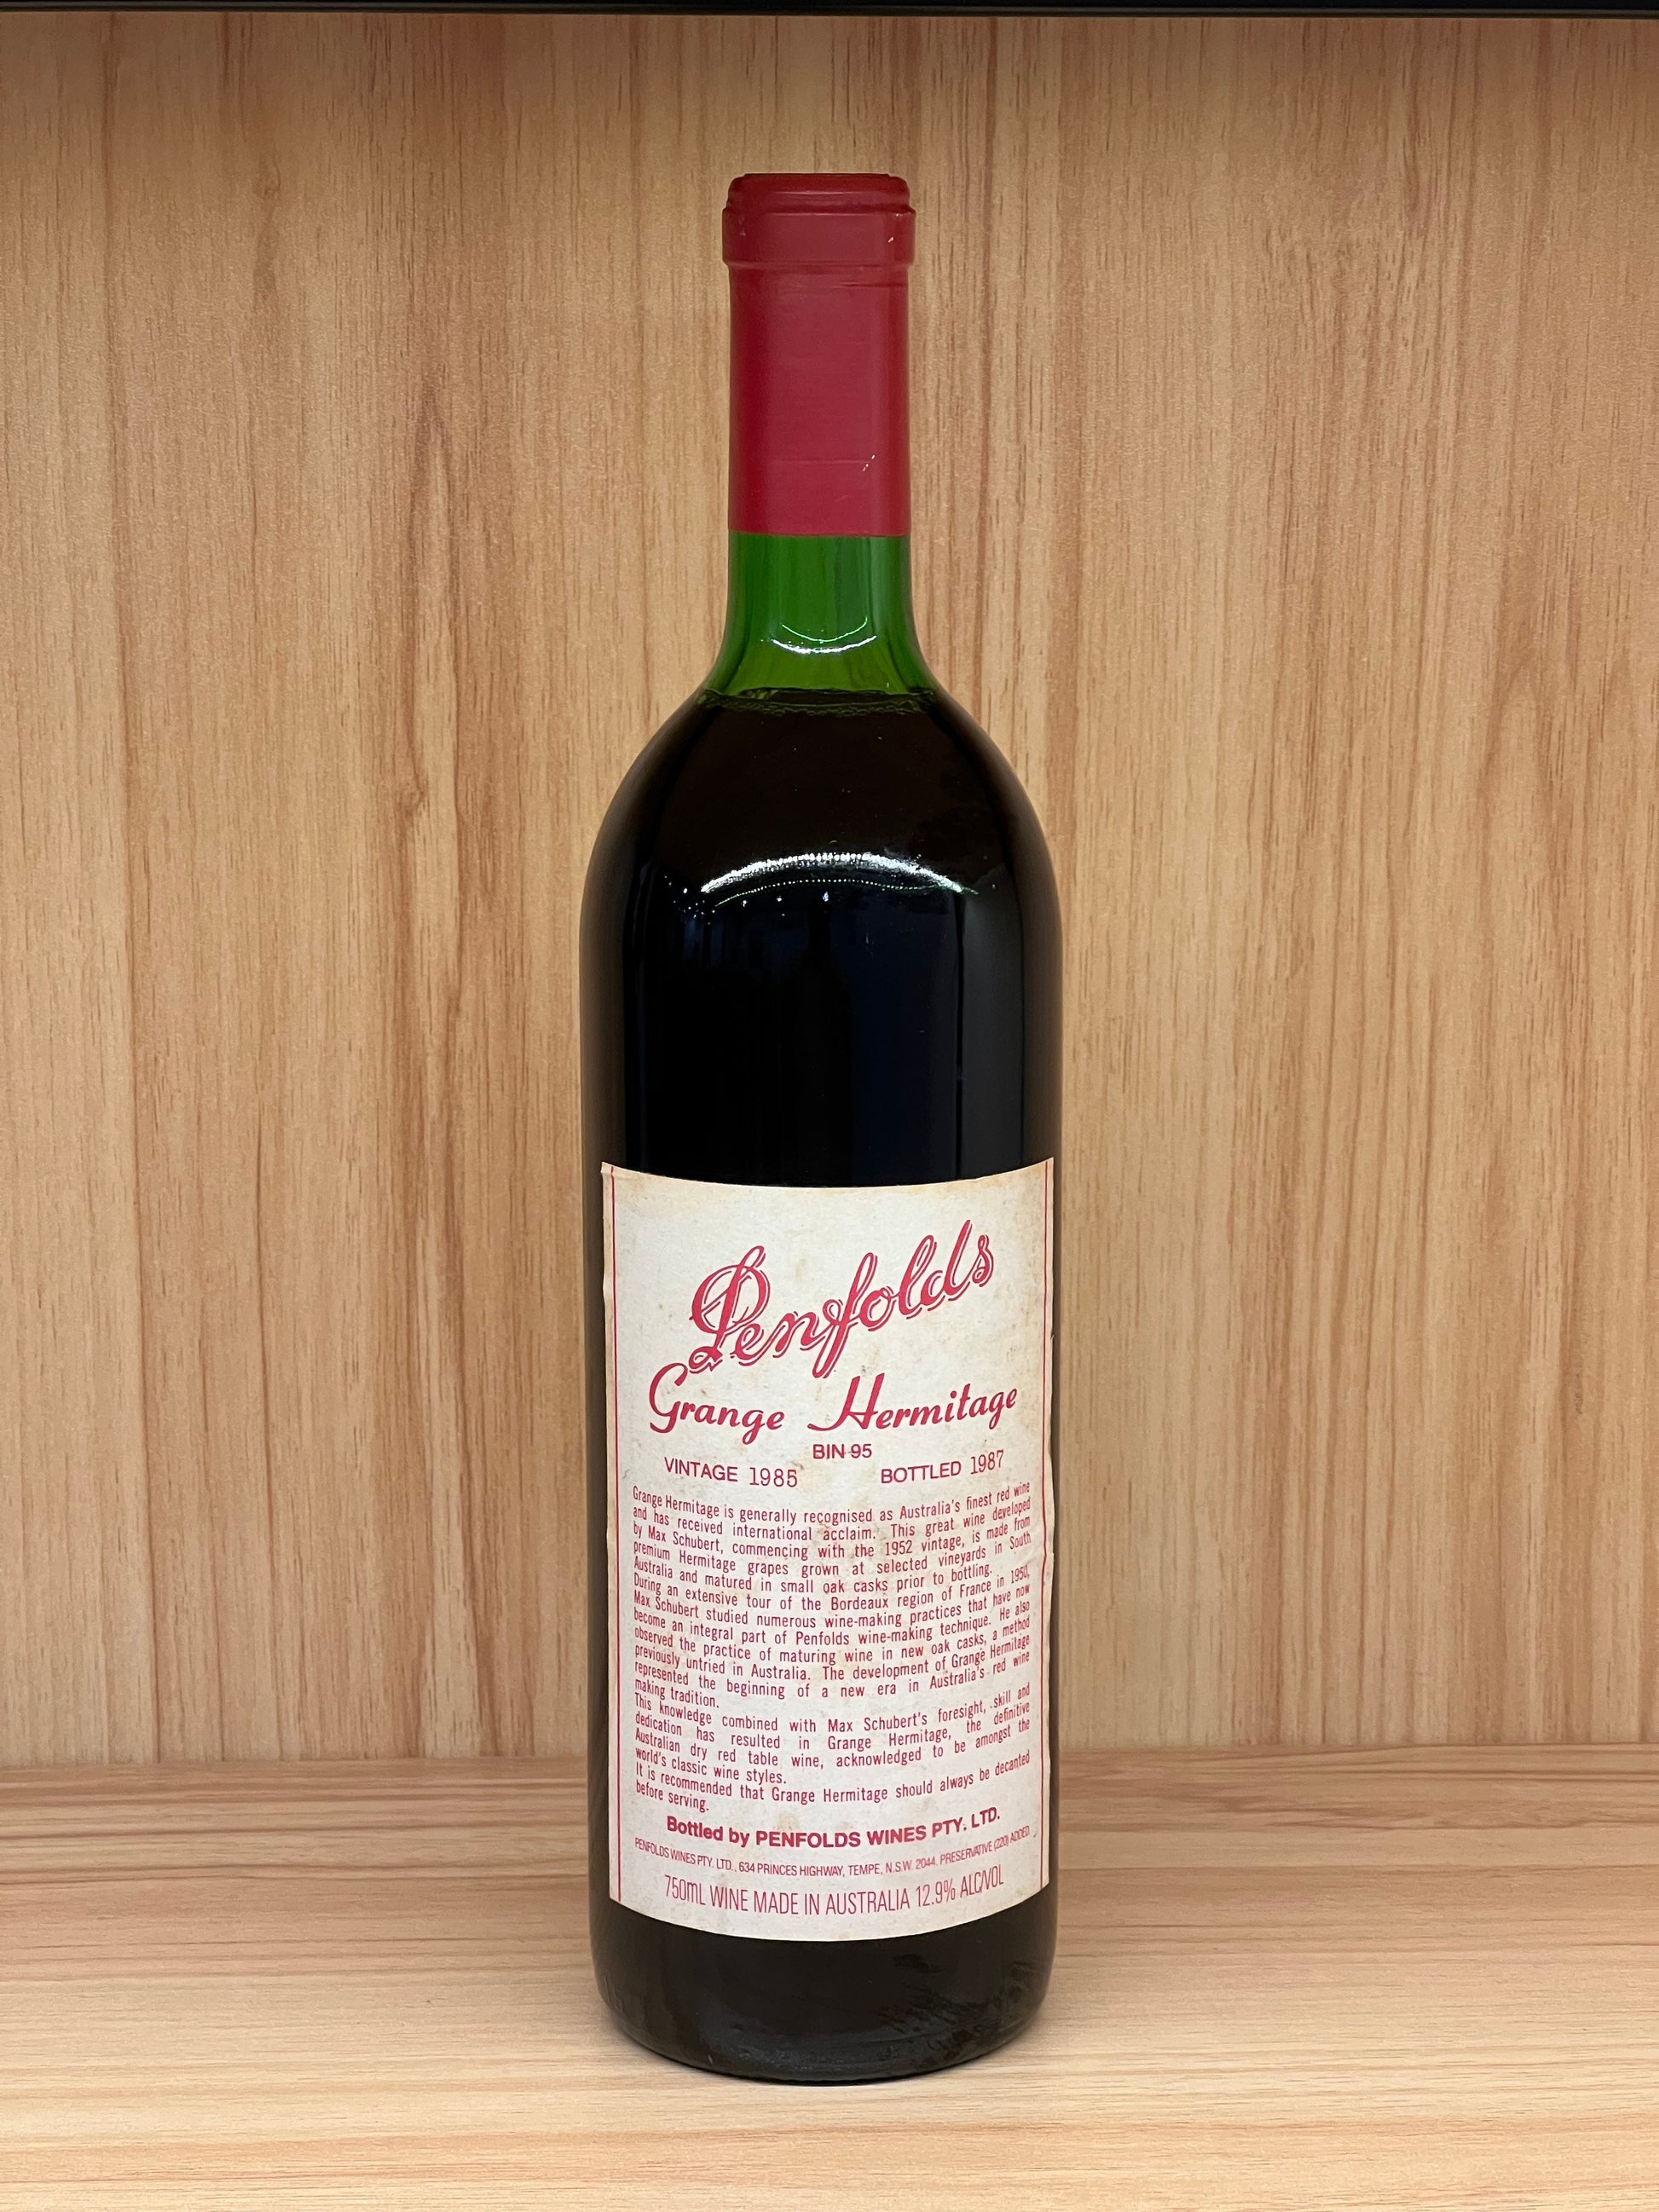 Penfolds
Grange Hermitage
BIN 95
VINTAGE 1985 BOTTLED 1987
Grange Hermitage is generally recognised as Australia's finest red wine
and has received international acclaim. This great wine developed
by Max Schubert, commencing with the 1952 vintage, is made from
premium Hermitage grapes grown at selected vineyards in South
Australia and matured in small oak casks prior to bottling.
During an extensive tour of the Bordeaux region of France in 1950,
Max Schubert studied numerous wine-making practices that have now
become an integral part of Penfolds wine-making technique. He also
observed the practice of maturing wine in new oak casks, a method
previously untried in Australia. The development of Grange Hermitage
represented the beginning of a new era in Australia's red wine
making tradition.
This knowledge combined with Max Schubert's foresight, skill and
dedication has resulted in Grange Hermitage, the definitive
Australian dry red table wine, acknowledged to be amongst the
world's classic wine styles.
It is recommended that Grange Hermitage should always be decanted
before serving.
Bottled by PENFOLDS WINES PTY. LTD.
PENFOLDS WINES PTY. LTD., 634 PRINCES HIGHWAY, TEMPE, N.S.W. 2044. PRESERVATIVE (220) ADDED
750mL WINE MADE IN AUSTRALIA 12.9% ALC/VOL